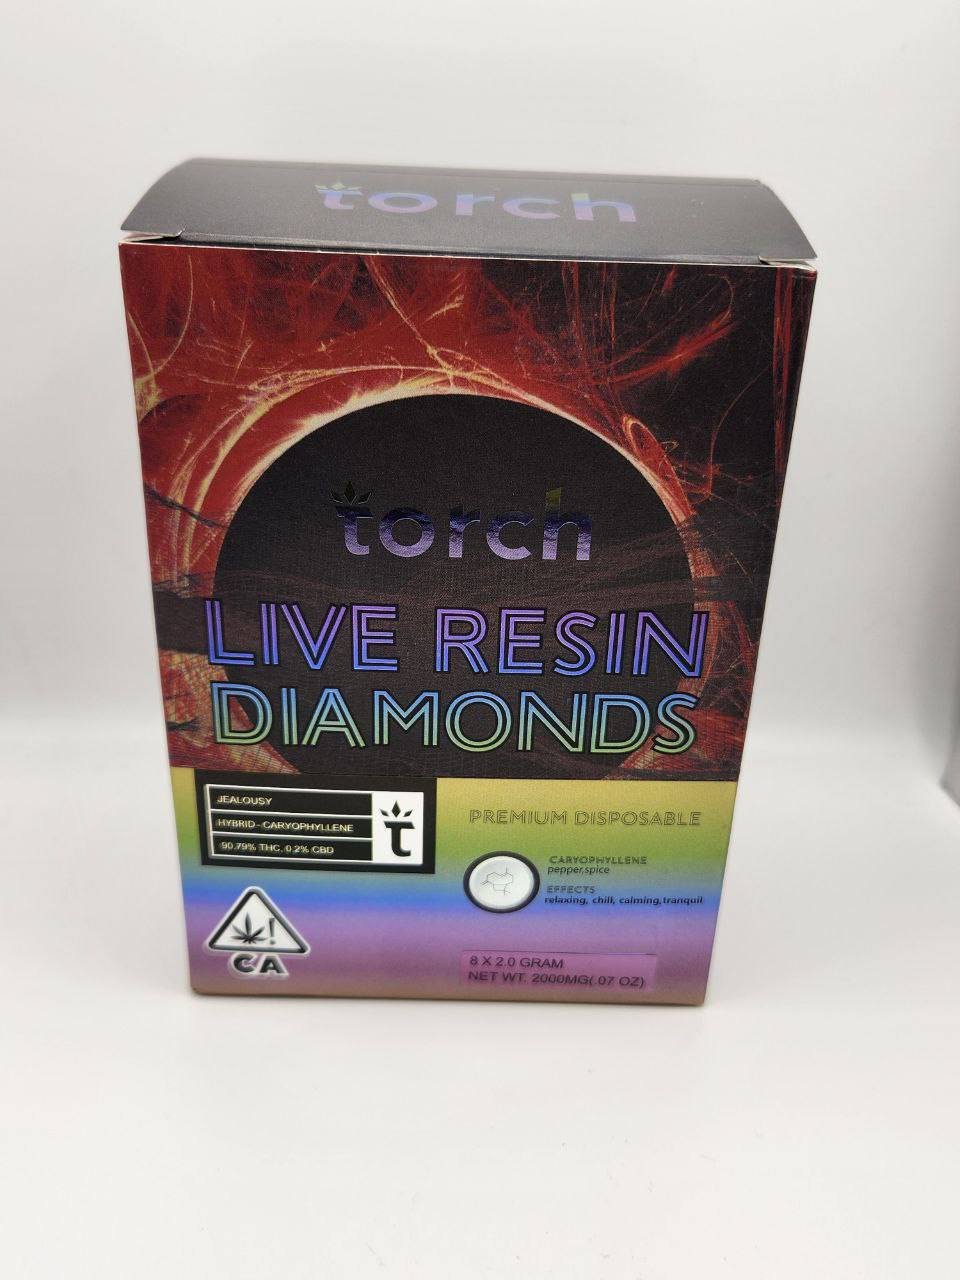 torch
torch
LIVE RESIN
DIAMONDS
JEALOUSY
HYBRID - CARYOPHYLLENE
90.79% THC, 0.2% CBD
t
PREMIUM DISPOSABLE
CARYOPHYLLENE
pepper,spice
EFFECTS
relaxing, chill, calming,tranquil
!
CA
8 X 2.0 GRAM
NET WT. 2000MG(.07 OZ)